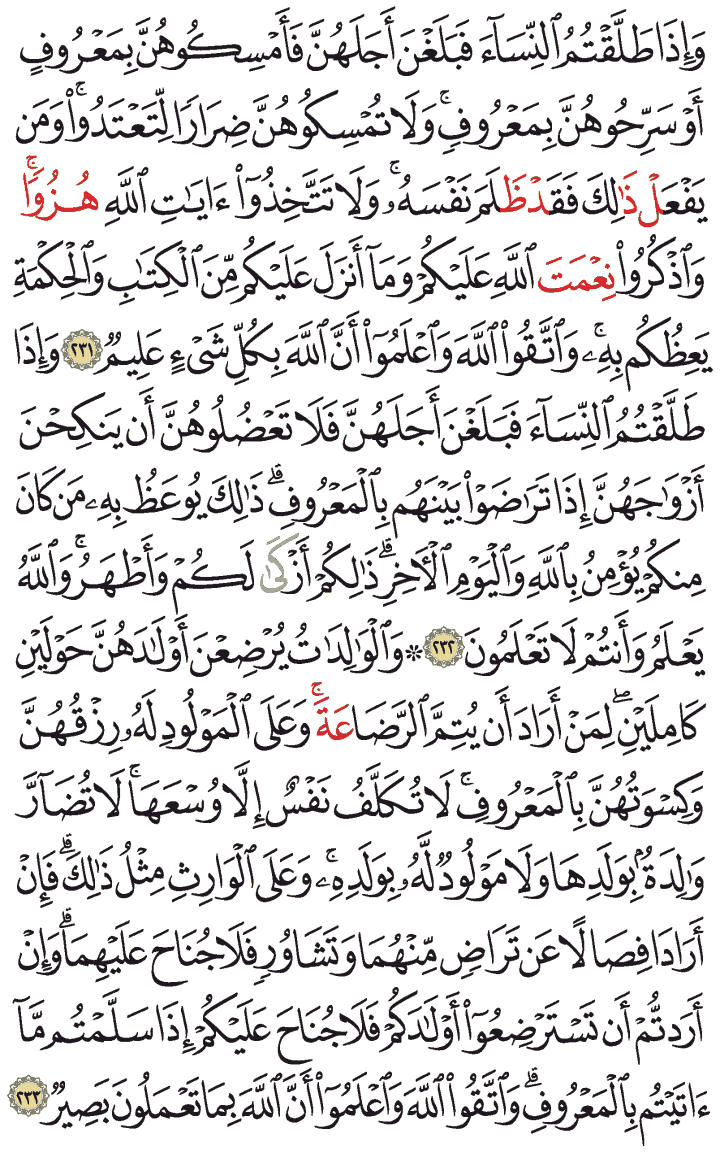 وَإِذَا طَلَّقْتُمُ ٱلنِّسَآءَ فَبَلَغْنَ أَجَلَهُنَّ فَأَمْسِكُوهُنَّ بِمَعْرُوفٍ
أَوْ سَرِّحُوهُنَّ بِمَعْرُوفٍۚ وَلَا تُمْسِكُوهُنَّ ضِرَارًا لِّتَعْتَدُوا۟ۚ وَمَن
يَفْعَلْ ذَٰلِكَ فَقَدْ ظَلَمَ نَفْسَهُۥۚ وَلَا تَتَّخِذُوٓا۟ ءَايَٰتِ ٱللَّهِ هُزُوًاۚ
وَٱذْكُرُوا۟ نِعْمَتَ ٱللَّهِ عَلَيْكُمْ وَمَآ أَنزَلَ عَلَيْكُم مِّنَ ٱلْكِتَٰبِ وَٱلْحِكْمَةِ
يَعِظُكُم بِهِۦۚ وَٱتَّقُوا۟ ٱللَّهَ وَٱعْلَمُوٓا۟ أَنَّ ٱللَّهَ بِكُلِّ شَىْءٍ عَلِيمٌ ٢٣١ وَإِذَا
طَلَّقْتُمُ ٱلنِّسَآءَ فَبَلَغْنَ أَجَلَهُنَّ فَلَا تَعْضُلُوهُنَّ أَن يَنكِحْنَ
أَزْوَٰجَهُنَّ إِذَا تَرَٰضَوْا۟ بَيْنَهُم بِٱلْمَعْرُوفِۗ ذَٰلِكَ يُوعَظُ بِهِۦ مَن كَانَ
مِنكُمْ يُؤْمِنُ بِٱللَّهِ وَٱلْيَوْمِ ٱلْـَٔاخِرِۗ ذَٰلِكُمْ أَزْكَىٰ لَكُمْ وَأَطْهَرُۚ وَٱللَّهُ
يَعْلَمُ وَأَنتُمْ لَا تَعْلَمُونَ ٢٣٢ * وَٱلْوَٰلِدَٰتُ يُرْضِعْنَ أَوْلَٰدَهُنَّ حَوْلَيْنِ
كَامِلَيْنِۖ لِمَنْ أَرَادَ أَن يُتِمَّ ٱلرَّضَاعَةَۚ وَعَلَى ٱلْمَوْلُودِ لَهُۥ رِزْقُهُنَّ
وَكِسْوَتُهُنَّ بِٱلْمَعْرُوفِۚ لَا تُكَلَّفُ نَفْسٌ إِلَّا وُسْعَهَاۚ لَا تُضَآرَّ
وَٰلِدَةٌۢ بِوَلَدِهَا وَلَا مَوْلُودٌ لَّهُۥ بِوَلَدِهِۦۚ وَعَلَى ٱلْوَارِثِ مِثْلُ ذَٰلِكَۗ فَإِنْ
أَرَادَا فِصَالًا عَن تَرَاضٍ مِّنْهُمَا وَتَشَاوُرٍ فَلَا جُنَاحَ عَلَيْهِمَاۗ وَإِنْ
أَرَدتُّمْ أَن تَسْتَرْضِعُوٓا۟ أَوْلَٰدَكُمْ فَلَا جُنَاحَ عَلَيْكُمْ إِذَا سَلَّمْتُم مَّآ
ءَاتَيْتُم بِٱلْمَعْرُوفِۗ وَٱتَّقُوا۟ ٱللَّهَ وَٱعْلَمُوٓا۟ أَنَّ ٱللَّهَ بِمَا تَعْمَلُونَ بَصِيرٌ ٢٣٣